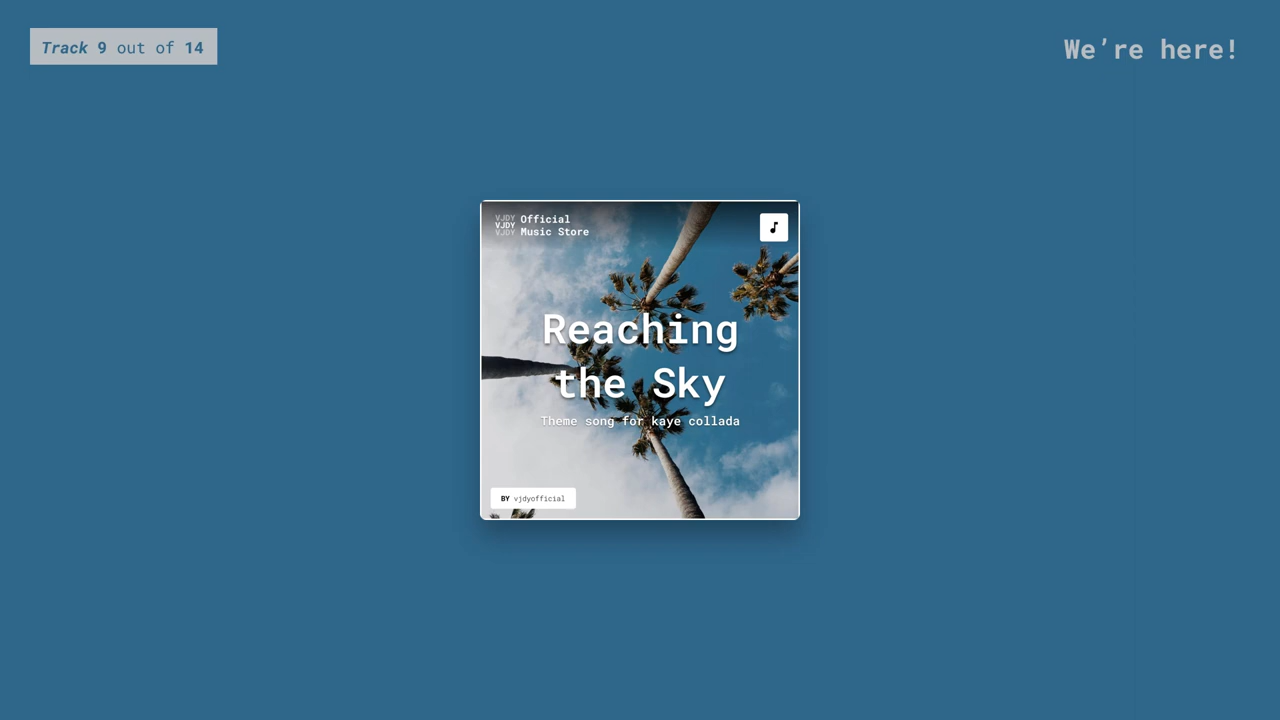 Track 9 out of 14
We’re here!
VJDY
VJDY
VJDY
Official
Music Store
Reaching
the Sky
Theme song for kaye collada
BY vjdyofficial